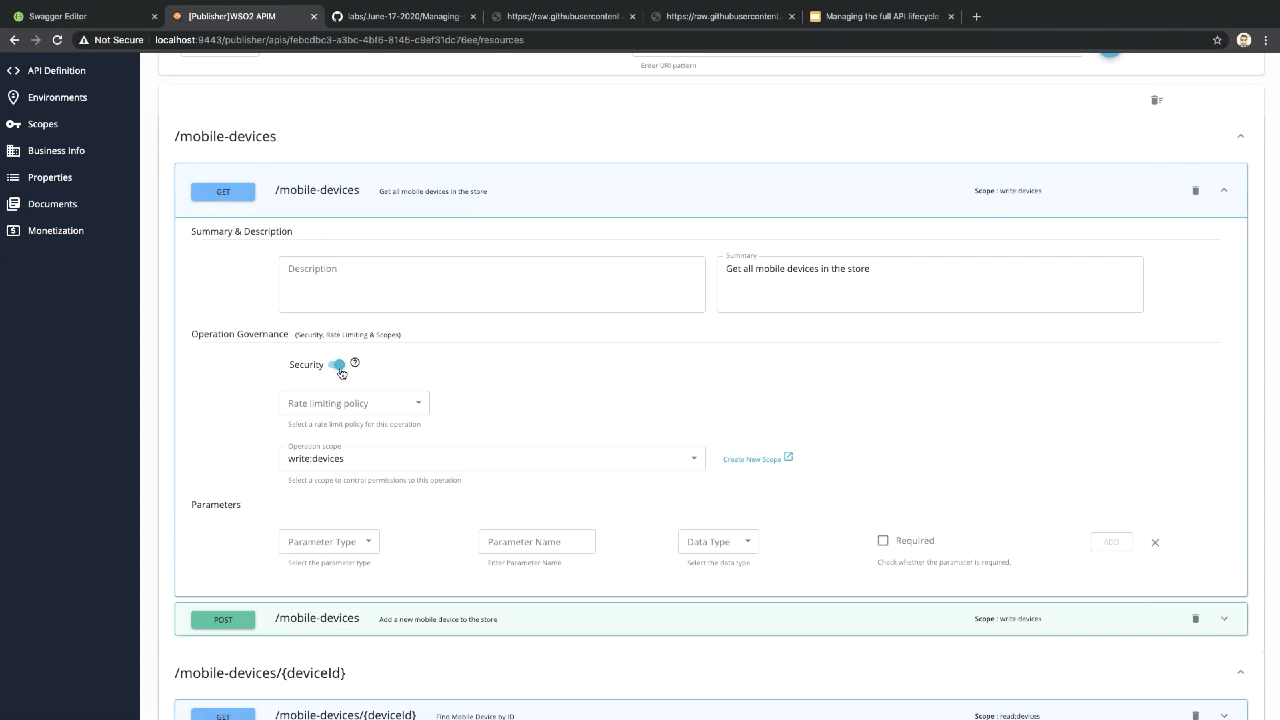 Swagger Editor
[Publisher]WSO2 APIM
labs/June-17-2020/Managing-
https://raw.githubusercontent.
https://raw.githubusercontent.
Managing the full API lifecycle
Not Secure
localhost:9443/publisher/apis/febcdbc3-a3bc-4bf6-8145-c9ef31dc76ee/resources
API Definition
Environments
Scopes
Business Info
Properties
Documents
Monetization
Enter URI pattern
/mobile-devices
GET
/mobile-devices
Get all mobile devices in the store
Scope : write:devices
Summary & Description
Description
Summary
Get all mobile devices in the store
Operation Governance (Security, Rate Limiting & Scopes)
Security
Rate limiting policy
Select a rate limit policy for this operation
Operation scope
write:devices
Create New Scope
Select a scope to control permissions to this operation
Parameters
Parameter Type
Parameter Name
Data Type
Required
ADD
Select the parameter type
Enter Parameter Name
Select the data type
Check whether the parameter is required.
POST
/mobile-devices
Add a new mobile device to the store
Scope : write:devices
/mobile-devices/{deviceId}
GET
/mobile-devices/{deviceId}
Find Mobile Device by ID
Scope : read:devices